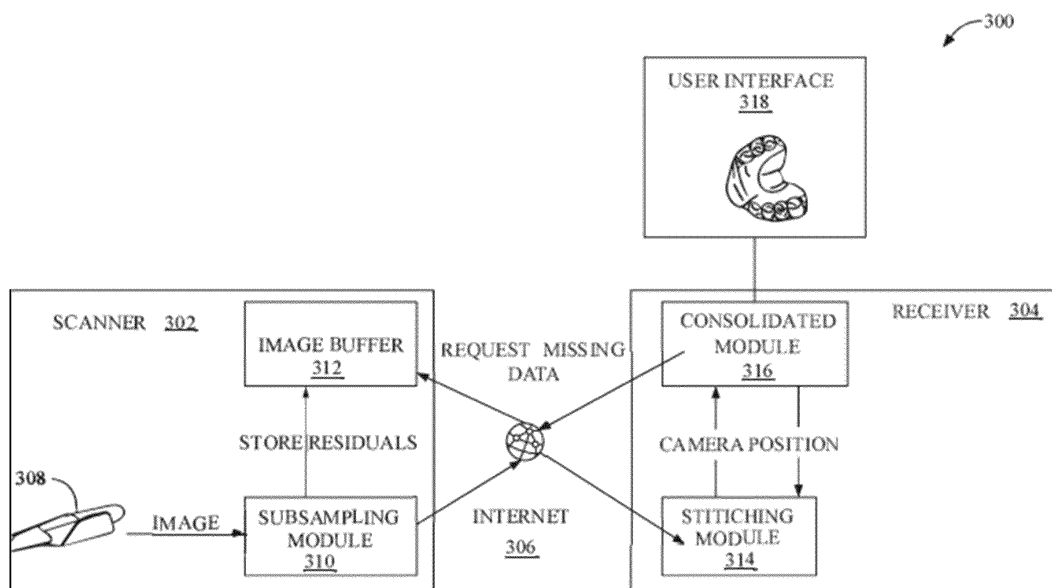 300
USER INTERFACE
318
SCANNER 302
IMAGE BUFFER
312
REQUEST MISSING
DATA
CONSOLIDATED
MODULE
316
RECEIVER 304
STORE RESIDUALS
CAMERA POSITION
308
IMAGE
SUBSAMPLING
MODULE
310
INTERNET
306
STITICHING
MODULE
314